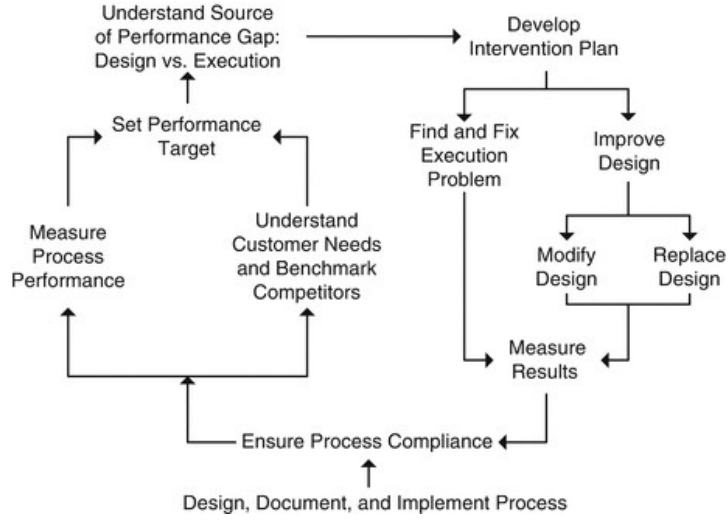 Understand Source
of Performance Gap:
Design vs. Execution
Develop
Intervention Plan
Set Performance
Target
Find and Fix
Execution
Problem
Improve
Design
Measure
Process
Performance
Understand
Customer Needs
and Benchmark
Competitors
Modify
Design
Replace
Design
Measure
Results
Ensure Process Compliance
Design, Document, and Implement Process